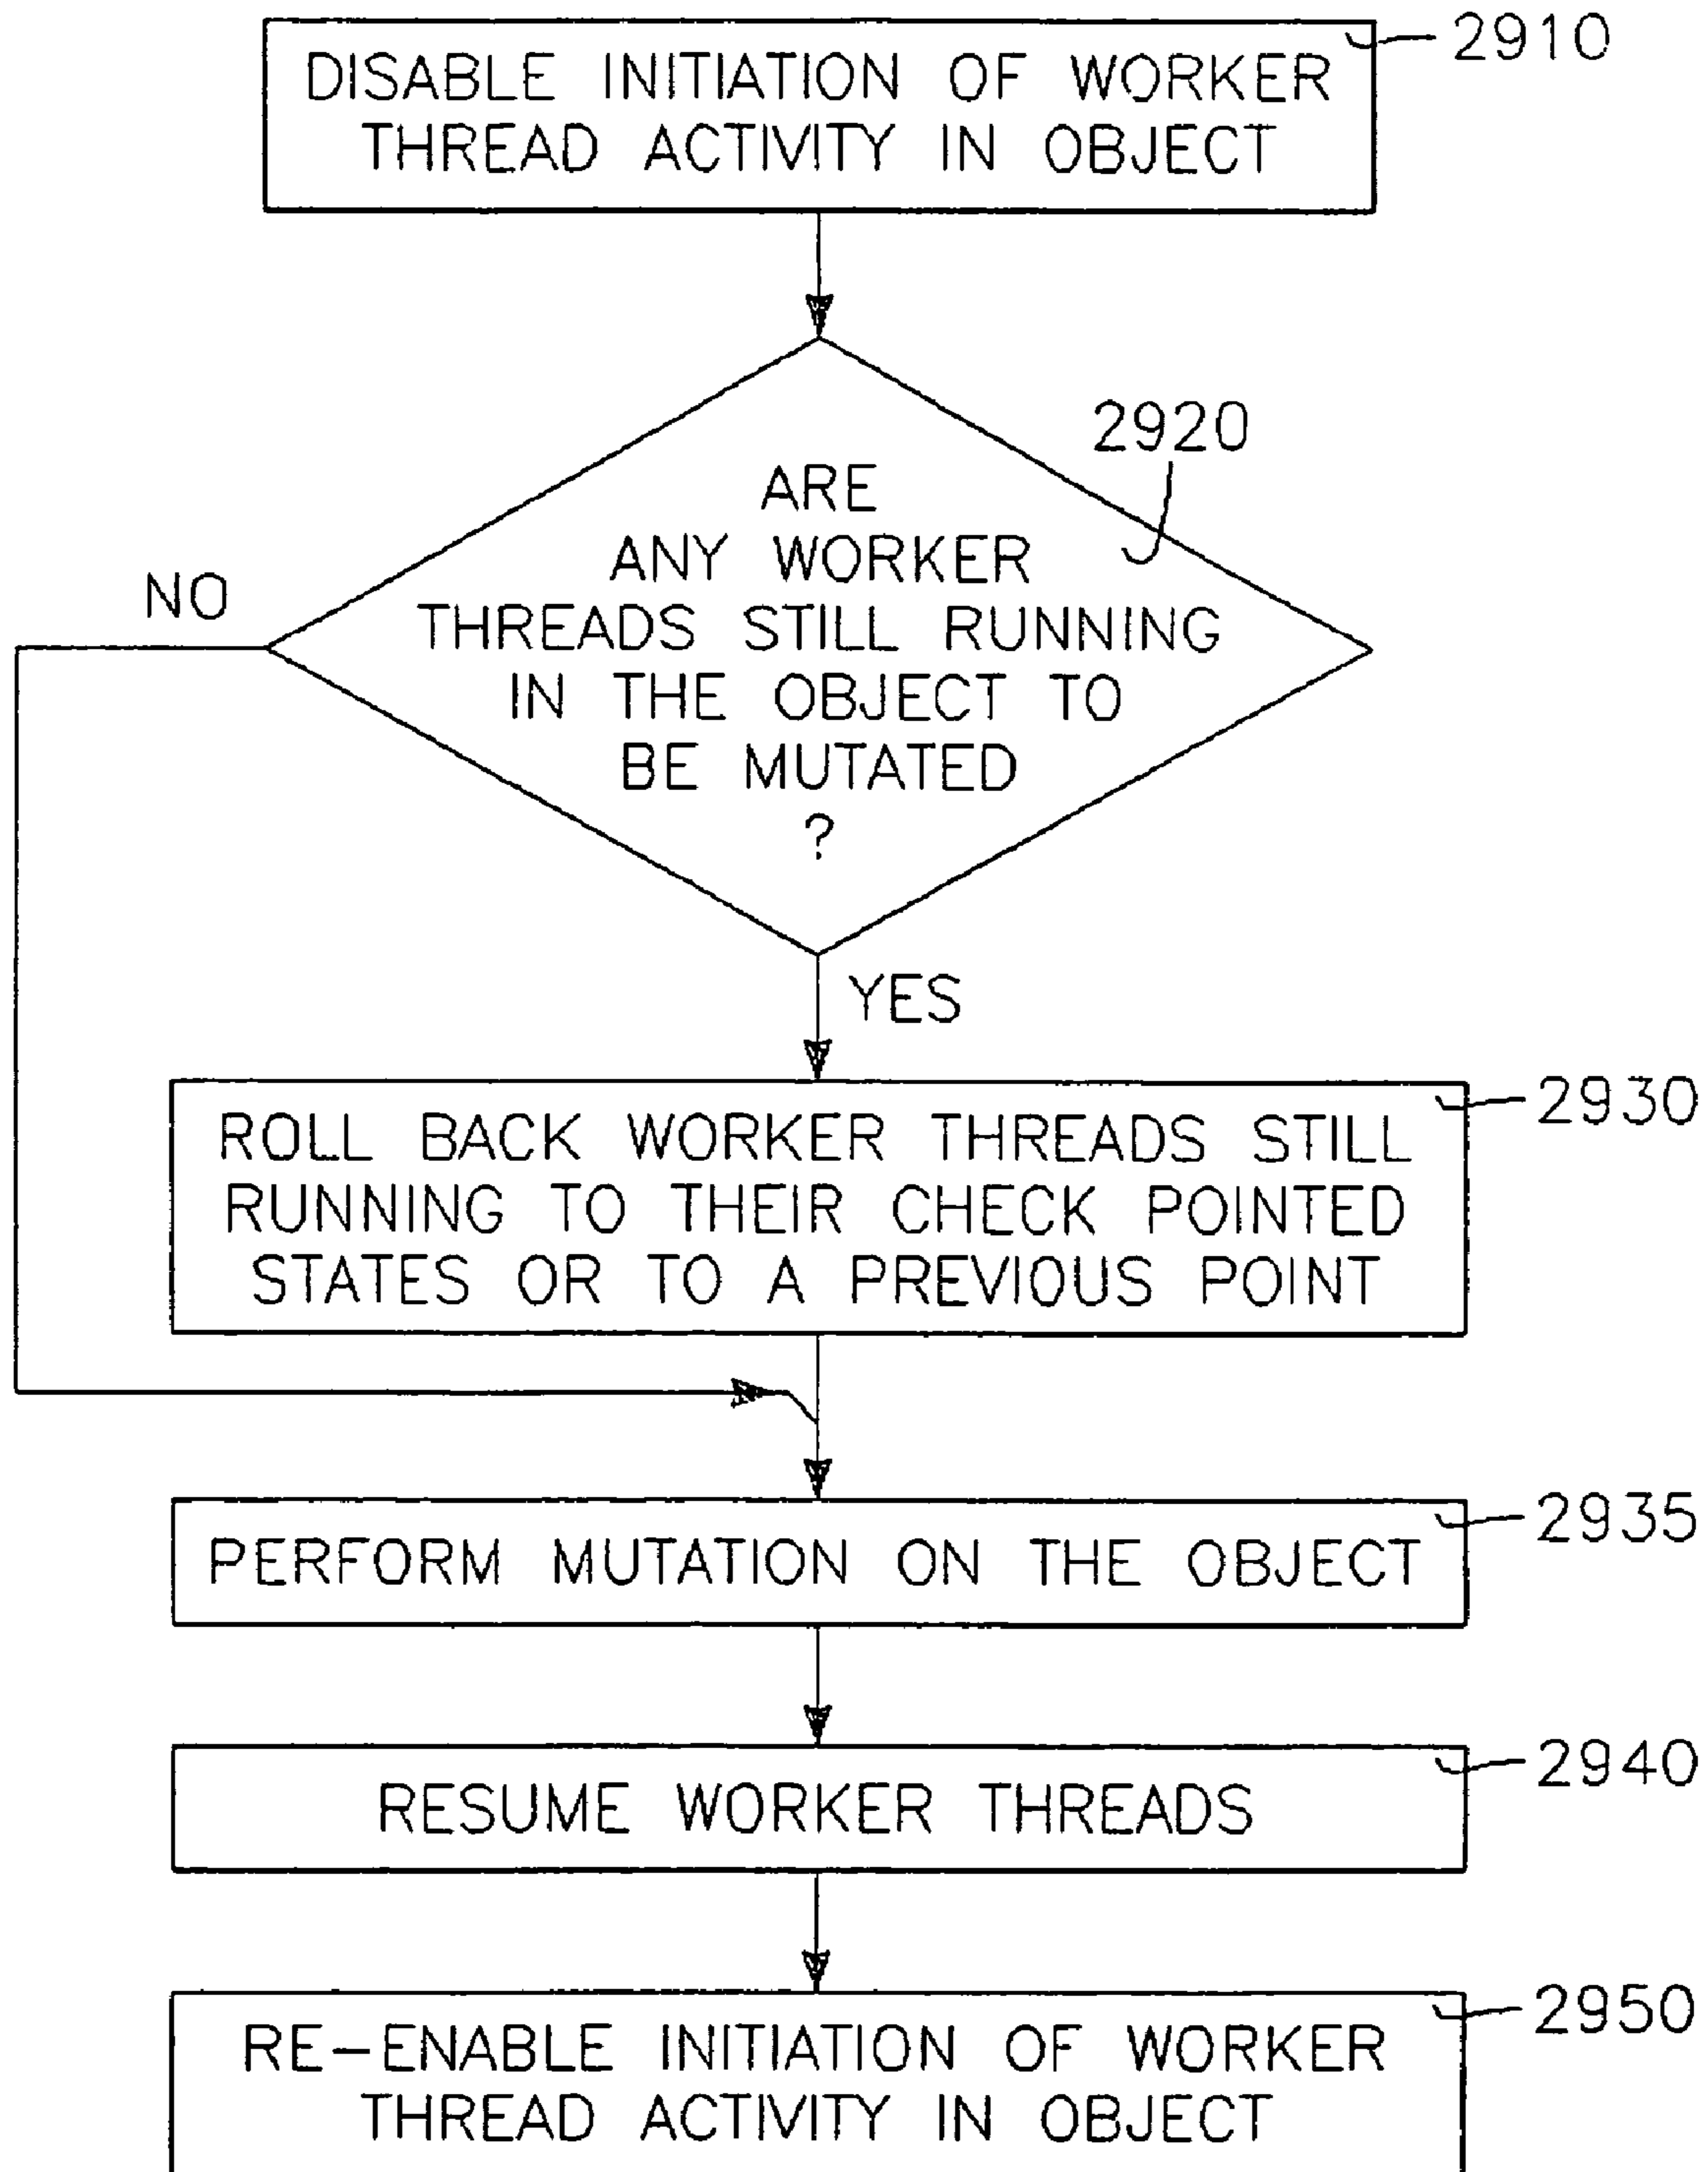 2910
DISABLE INITIATION OF WORKER
THREAD ACTIVITY IN OBJECT
2920
ARE
ANY WORKER
THREADS STILL RUNNING
IN THE OBJECT TO
BE MUTATED
?
NO
YES
2930
ROLL BACK WORKER THREADS STILL
RUNNING TO THEIR CHECK POINTED
STATES OR TO A PREVIOUS POINT
2935
PERFORM MUTATION ON THE OBJECT
2940
RESUME WORKER THREADS
2950
RE-ENABLE INITIATION OF WORKER
THREAD ACTIVITY IN OBJECT